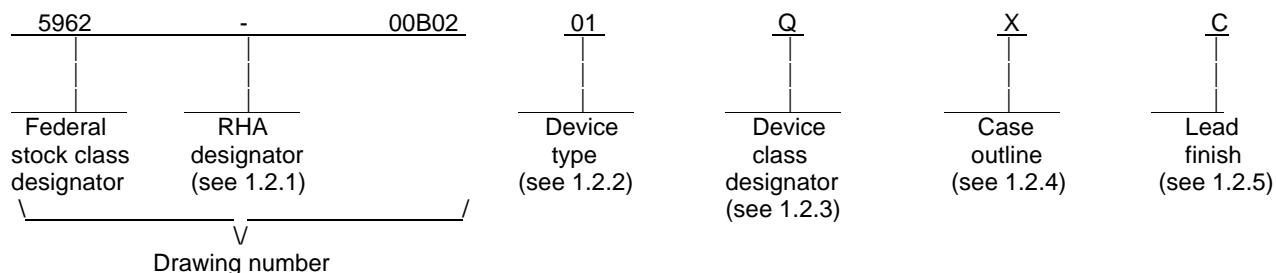 5962 - 00B02 01 Q X C
Federal stock class designator
RHA designator (see 1.2.1)
Device type (see 1.2.2)
Device class designator (see 1.2.3)
Case outline (see 1.2.4)
Lead finish (see 1.2.5)
Drawing number